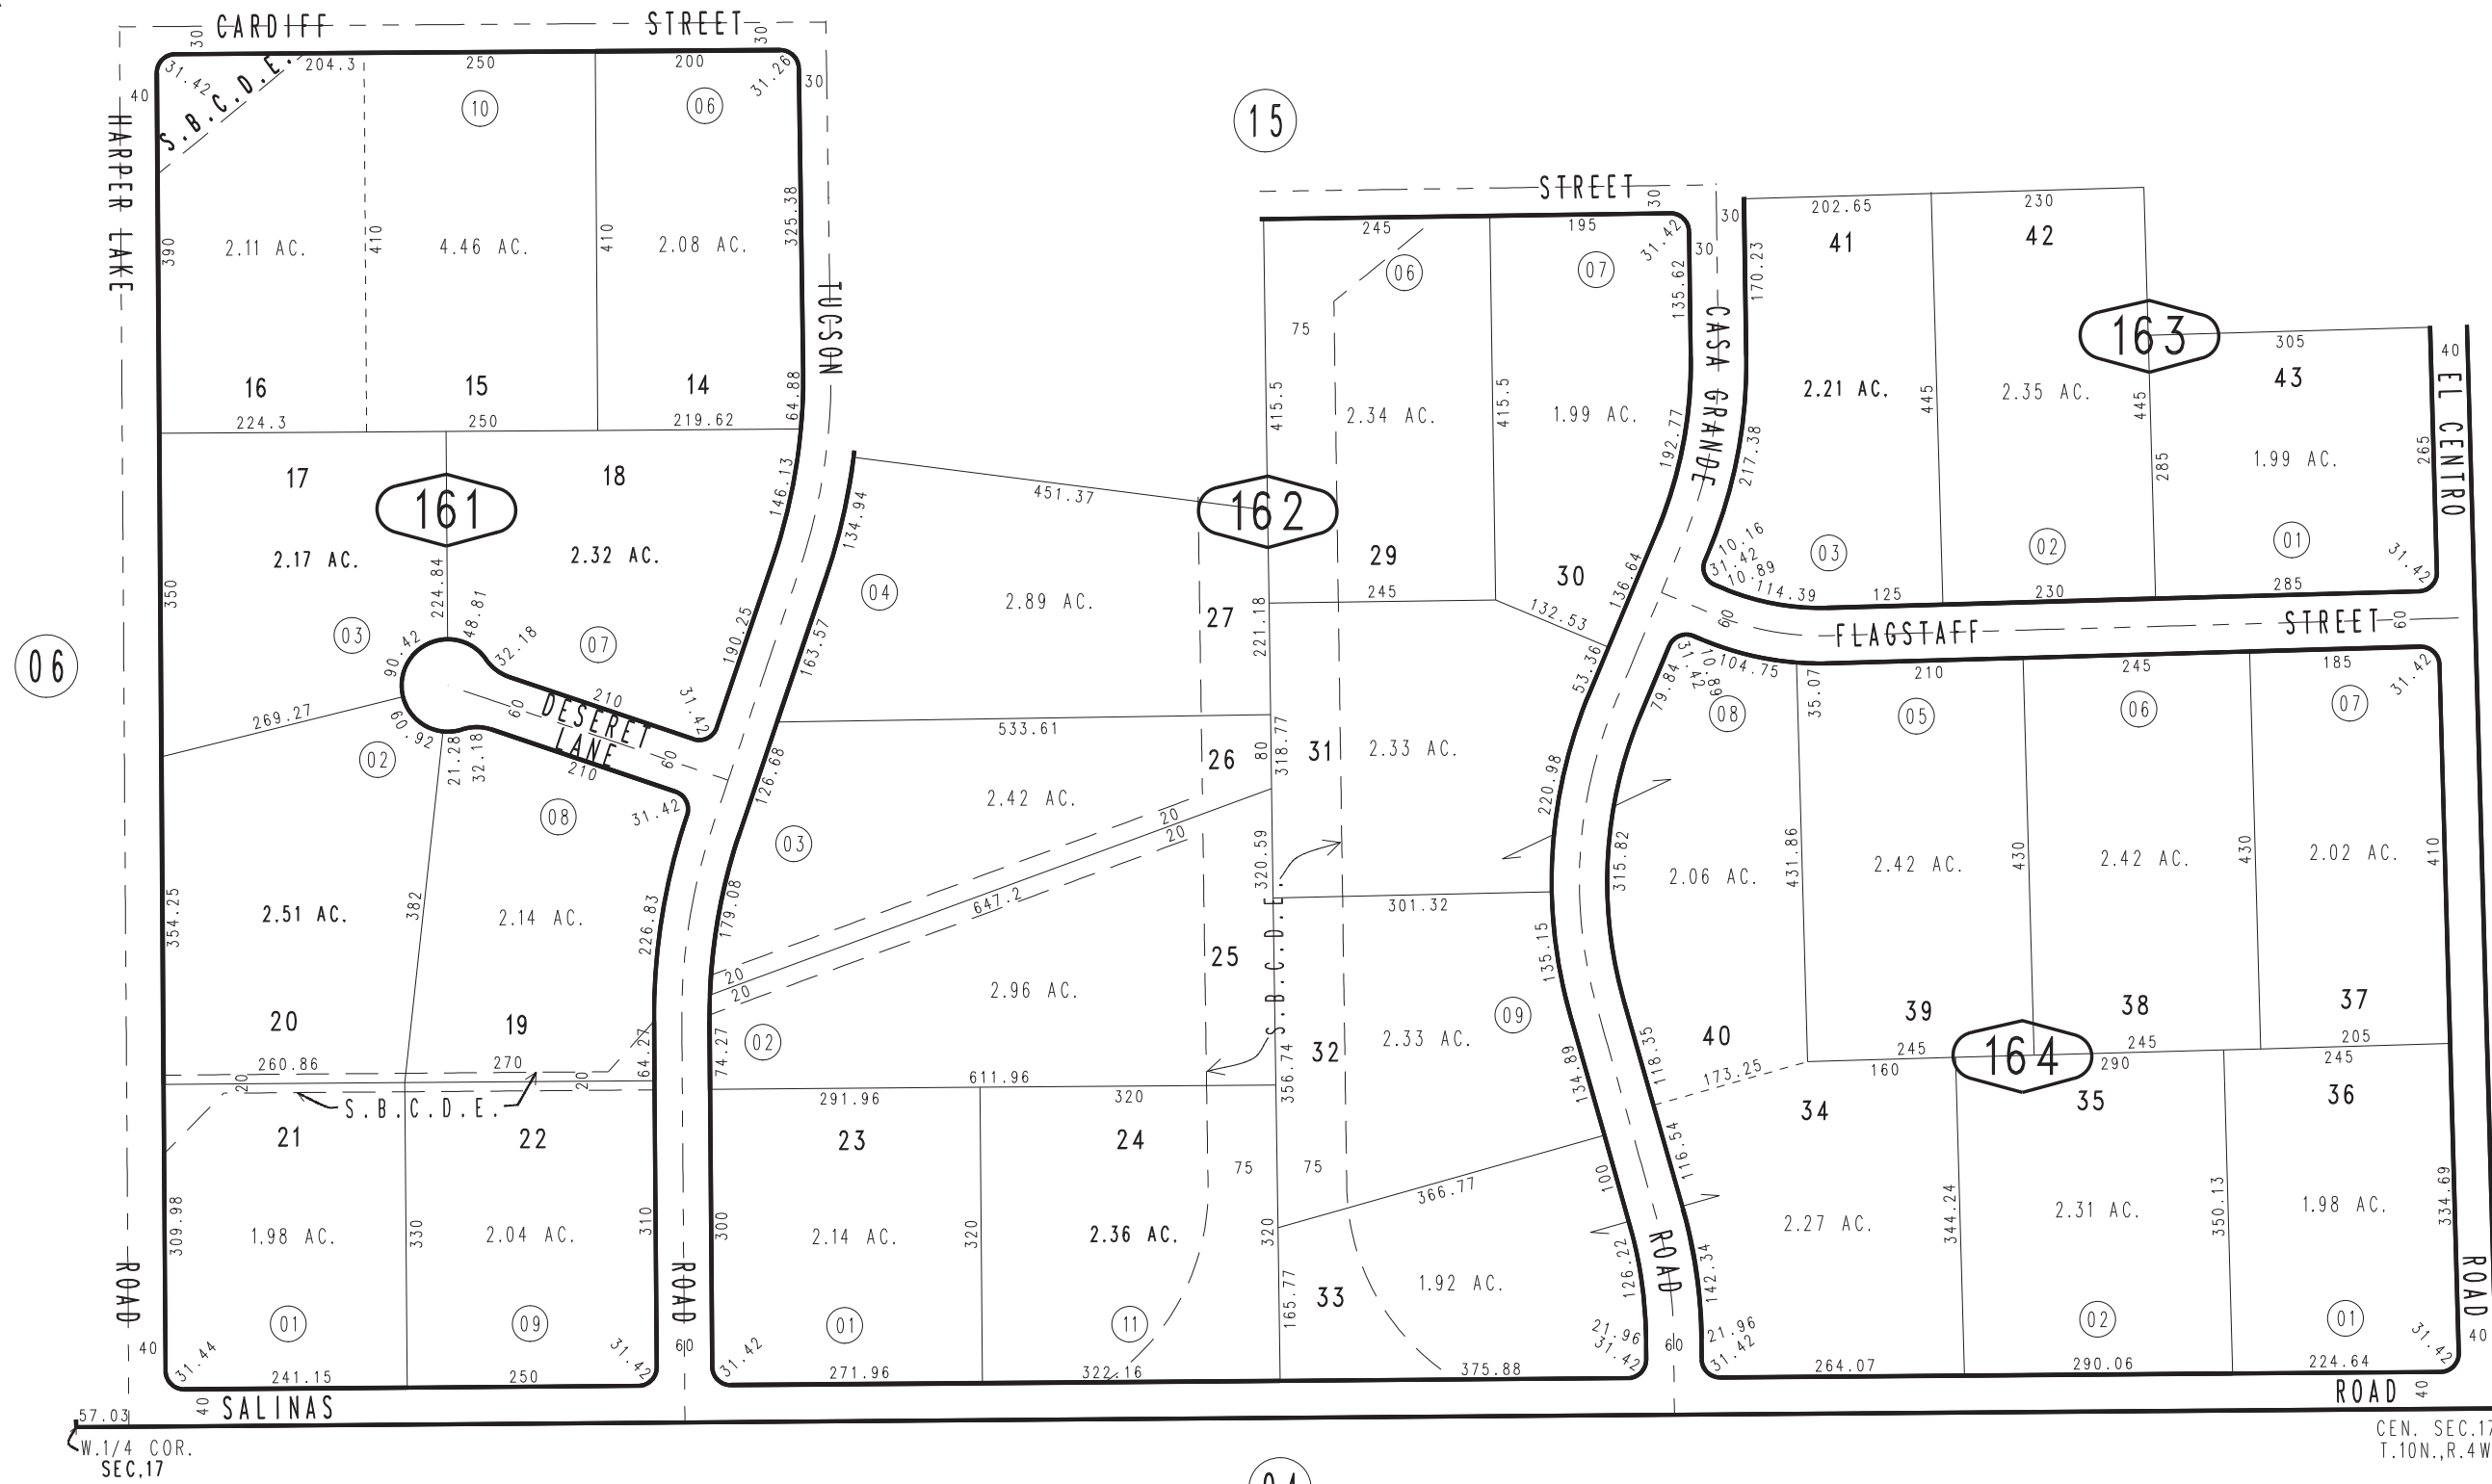 CARDIFF STREET
30 30
31.42 S.B.C.D.E. 204.3 250 200 31.26
40 30
HARPER LAKE ROAD
10 06
390 2.11 AC. 410 4.46 AC. 410 2.08 AC. 325.38
TUCSON ROAD
16 15 14 64.88
224.3 250 219.62
17 18 146.13
161
2.17 AC. 2.32 AC.
350 224.84 48.81 190.25
03 90.42 32.18 07
06
269.27 60 210 31.42
DESERET LANE
60
60.92 02 21.28 32.18 210 31.42
08
354.25 2.51 AC. 382 2.14 AC. 226.83
20 19
260.86 270 64.27
20 20
S.B.C.D.E.
21 22
309.98 1.98 AC. 330 2.04 AC. 310
01 09
40 31.44 241.15 250 31.42 60
40 SALINAS ROAD 40
57.03
W.1/4 COR.
SEC.17
15
STREET
30 30
245 195 31.42
30
06 07 135.62
75
CASA GRANDE ROAD
415.5 2.34 AC. 415.5 1.99 AC. 192.77
451.37
134.94
162
04 2.89 AC. 29 30 136.64
27 221.18 245 132.53
163.57 53.36
533.61
126.68 26 80 318.77 31 2.33 AC. 220.98
2.42 AC.
20
20
03
647.2
179.08 320.59
301.32
S.B.C.D.E.
25 135.15
20
20
2.96 AC.
02 74.27 32 2.33 AC. 09
611.96 356.74 134.89
291.96 320
23 24
75 75 366.77 100
300 2.14 AC. 320 2.36 AC. 320
126.22
165.77 33 1.92 AC.
01 11
31.42 271.96 322.16 375.88 21.96 31.42 60
202.65 230
41 42
170.23
163
305
40
EL CENTRO ROAD
43
2.21 AC. 445 2.35 AC. 445
217.38 285 1.99 AC. 265
10.16
31.42
10.89
03 02 01 31.42
114.39 125 230 285
60 FLAGSTAFF STREET 60
31.42 10.89 104.75 35.07 210 245 185 31.42
79.84
08 05 06 07
315.82 2.06 AC. 431.86 2.42 AC. 430 2.42 AC. 430 2.02 AC. 410
39 38 37
40
118.35 245 245 205
164
173.25 160 290 245
34 35 36
116.54
2.27 AC. 344.24 2.31 AC. 350.13 1.98 AC. 334.69
142.34
02 01
21.96
31.42
264.07 290.06 224.64 31.42 40
CEN. SEC.17
T.10N.,R.4W